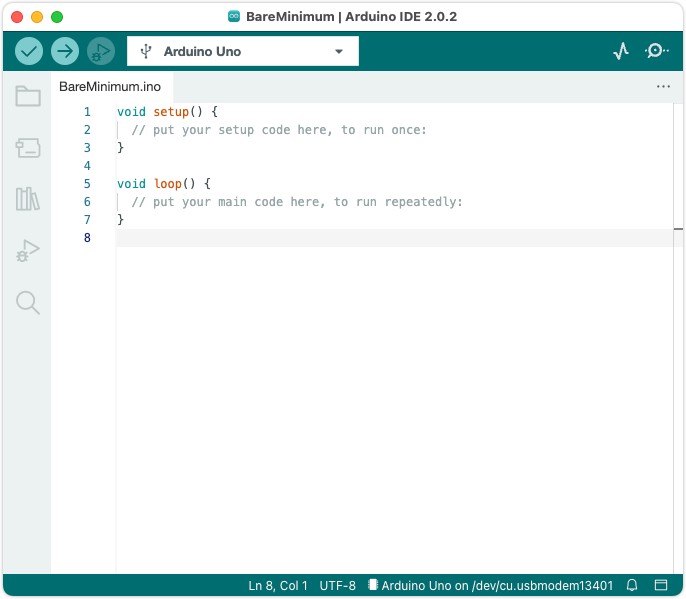 BareMinimum | Arduino IDE 2.0.2
Arduino Uno
BareMinimum.ino
1 void setup() {
2 // put your setup code here, to run once:
3 }
4
5 void loop() {
6 // put your main code here, to run repeatedly:
7 }
8
Ln 8, Col 1 UTF-8 Arduino Uno on /dev/cu.usbmodem13401